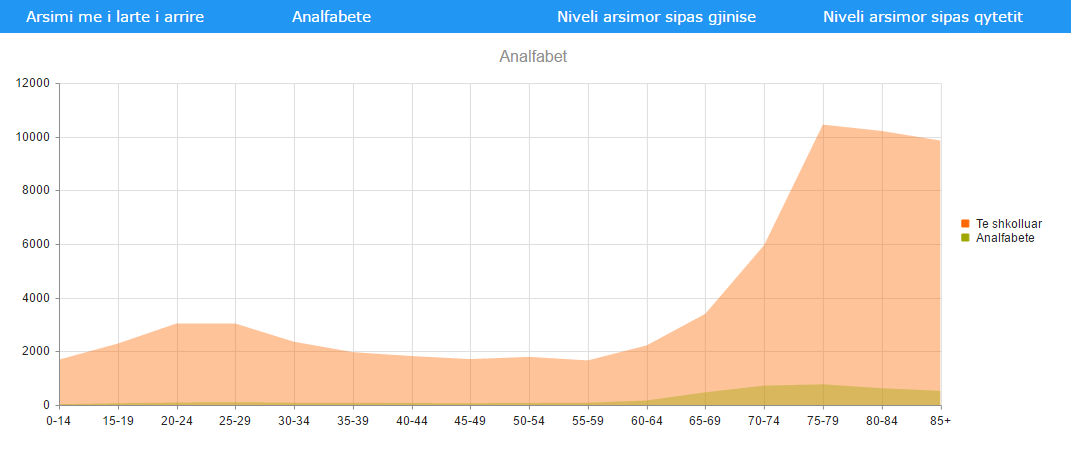 Arsimi me i larte i arrire Analfabete Niveli arsimor sipas gjinise Niveli arsimor sipas qytetit
Analfabet
12000
10000
8000
6000
4000
2000
0
0-14 15-19 20-24 25-29 30-34 35-39 40-44 45-49 50-54 55-59 60-64 65-69 70-74 75-79 80-84 85+
Te shkolluar
Analfabete